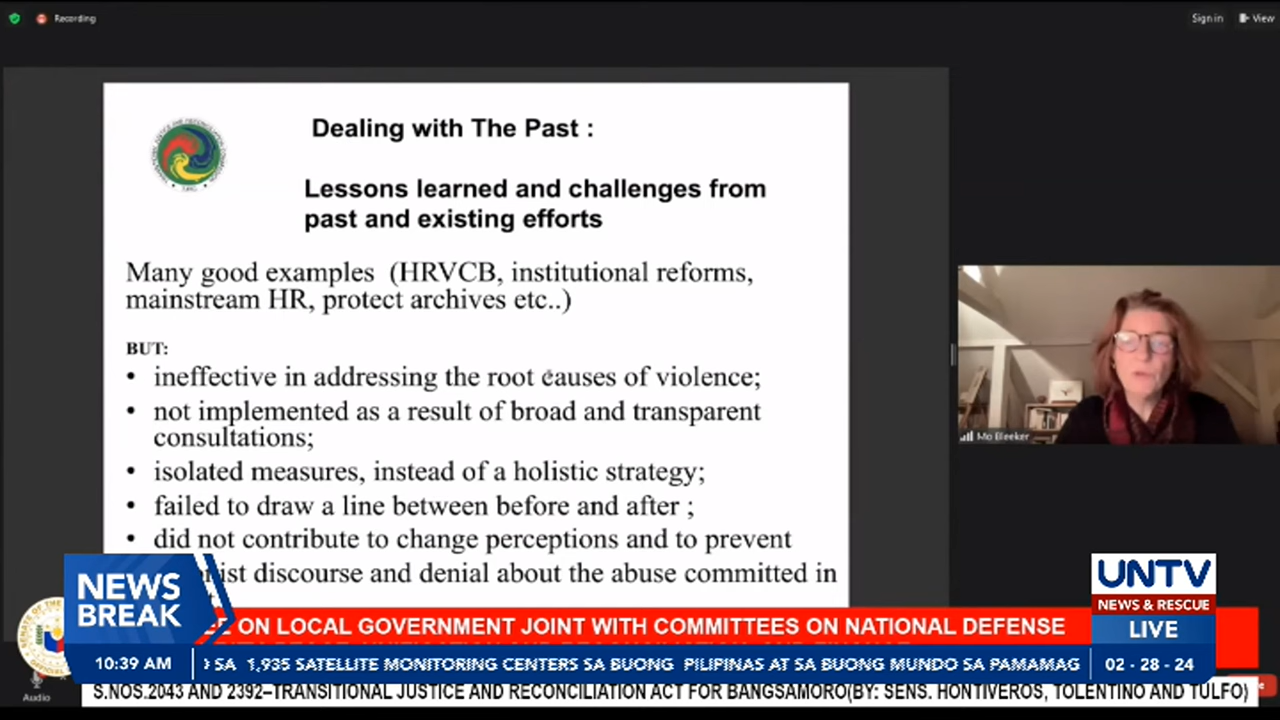 Recording
Sign in
View
Dealing with The Past :
Lessons learned and challenges from
past and existing efforts
Many good examples (HRVCB, institutional reforms,
mainstream HR, protect archives etc..)
BUT:
• ineffective in addressing the root causes of violence;
• not implemented as a result of broad and transparent
consultations;
• isolated measures, instead of a holistic strategy;
• failed to draw a line between before and after ;
• did not contribute to change perceptions and to prevent
discourse and denial about the abuse committed in
Mo Bleeker
NEWS
BREAK
UNTV
NEWS & RESCUE
LIVE
ON LOCAL GOVERNMENT JOINT WITH COMMITTEES ON NATIONAL DEFENSE
10:39 AM
SA 1,935 SATELLITE MONITORING CENTERS SA BUONG PILIPINAS AT SA BUONG MUNDO SA PAMAMAG
02 - 28 - 24
Audio
S.NOS.2043 AND 2392–TRANSITIONAL JUSTICE AND RECONCILIATION ACT FOR BANGSAMORO(BY: SENS. HONTIVEROS, TOLENTINO AND TULFO)